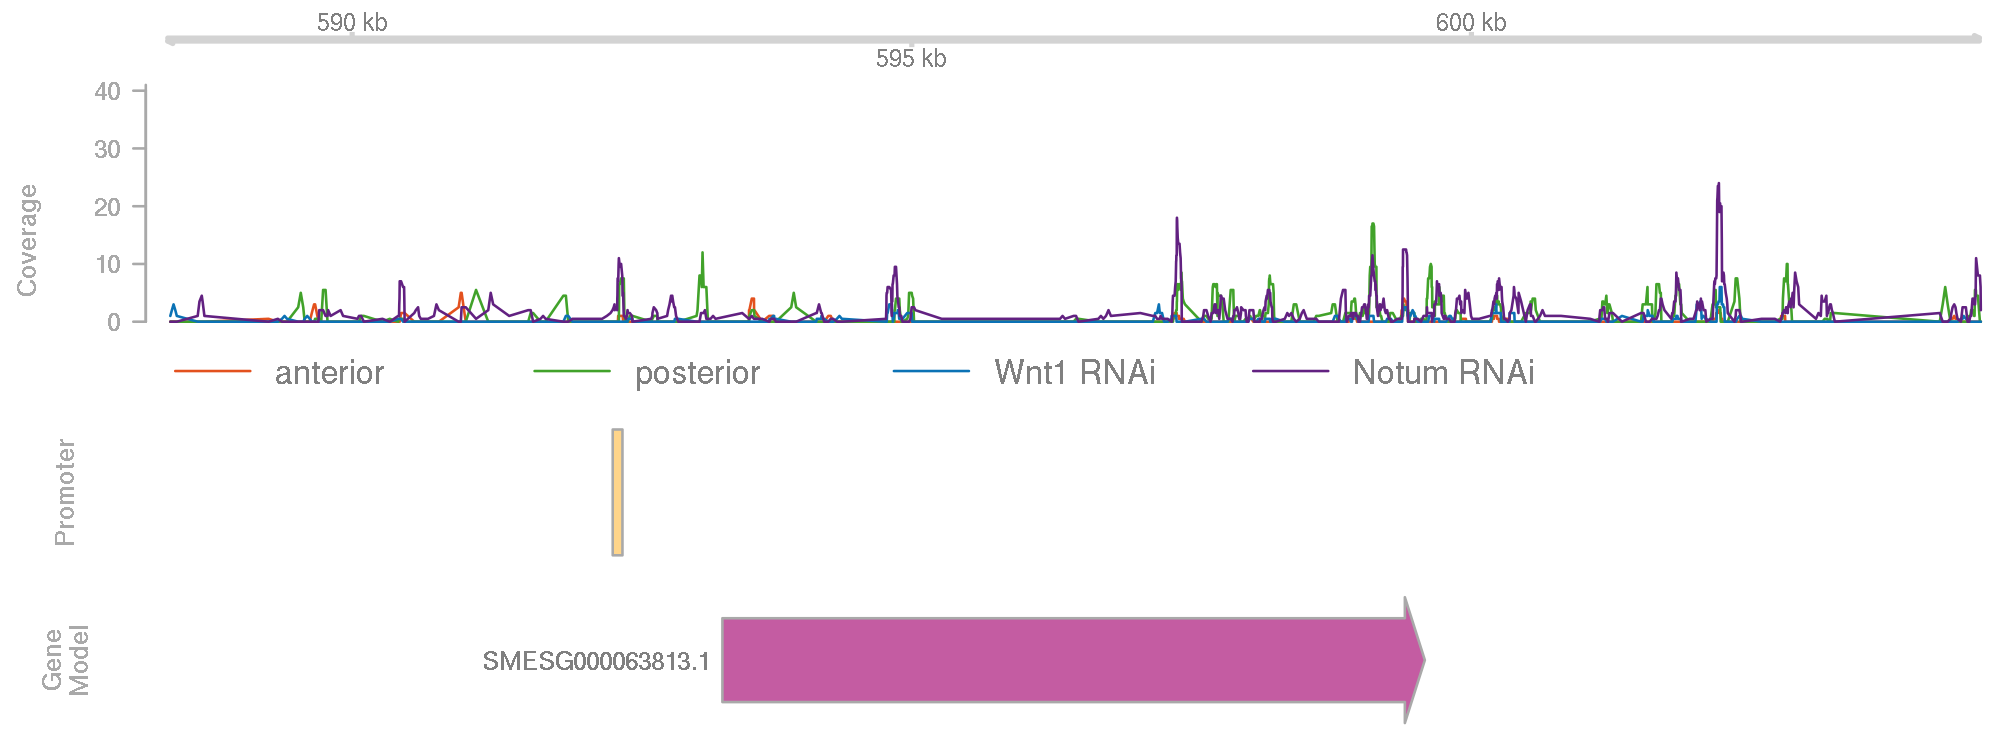 590 kb
600 kb
595 kb
Coverage
40
30
20
10
0
anterior
posterior
Wnt1 RNAi
Notum RNAi
Promoter
Gene
Model
SMESG000063813.1